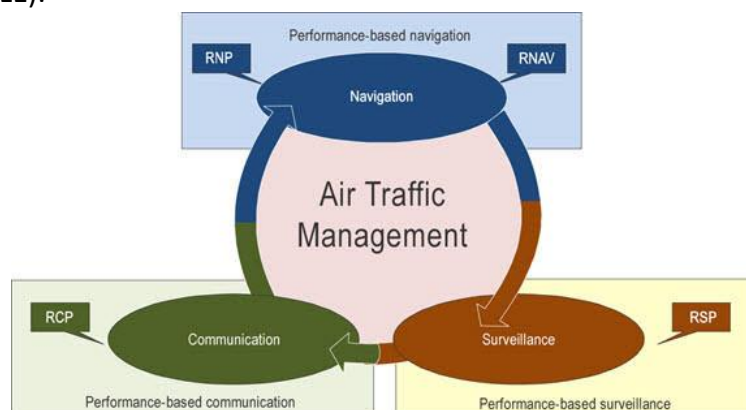 Performance-based navigation
RNP
RNAV
Navigation
Air Traffic
Management
RCP
RSP
Communication
Surveillance
Performance-based communication
Performance-based surveillance